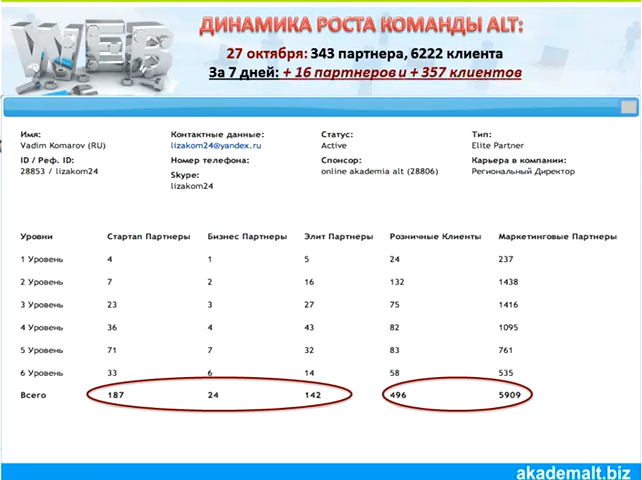 WEB
ДИНАМИКА РОСТА КОМАНДЫ ALT:
27 октября: 343 партнера, 6222 клиента
За 7 дней: + 16 партнеров и + 357 клиентов
Имя: Контактные данные: Статус: Тип:
Vadim Komarov (RU) lizakom24@yandex.ru Active Elite Partner
ID / Реф. ID: Номер телефона: Спонсор: Карьера в компании:
28853 / lizakom24 online akademia alt (28806) Региональный Директор
Skype:
lizakom24
Уровни Стартап Партнеры Бизнес Партнеры Элит Партнеры Розничные Клиенты Маркетинговые Партнеры
1 Уровень 4 1 5 24 237
2 Уровень 7 2 16 132 1438
3 Уровень 23 3 27 75 1416
4 Уровень 36 4 43 82 1095
5 Уровень 71 7 32 83 761
6 Уровень 33 6 14 58 535
Всего 187 24 142 496 5909
akademalt.biz